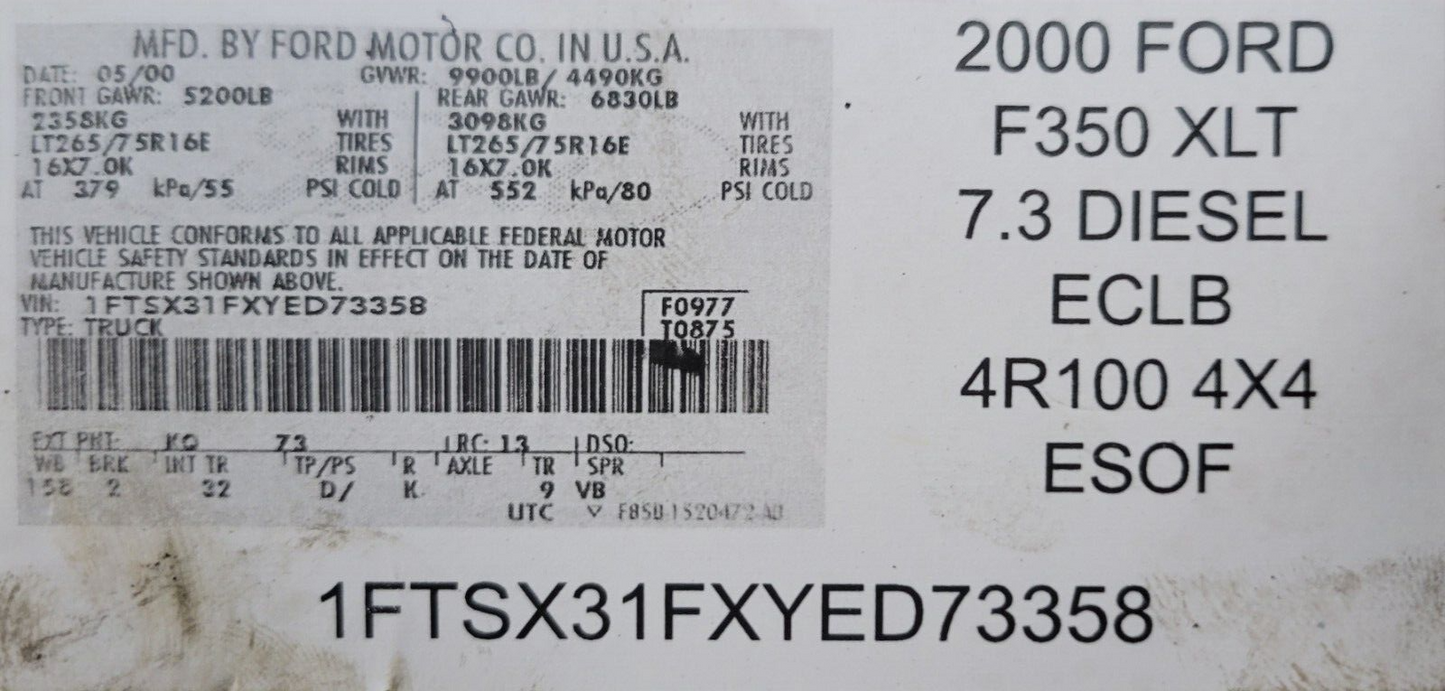 MFD. BY FORD MOTOR CO. IN U.S.A.
DATE: 05/00 GVWR: 9900LB/ 4490KG
FRONT GAWR: 5200LB REAR GAWR: 6830LB
2358KG WITH 3098KG WITH
LT265/75R16E TIRES LT265/75R16E TIRES
16X7.0K RIMS 16X7.0K RIMS
AT 379 kPa/55 PSI COLD AT 552 kPa/80 PSI COLD
THIS VEHICLE CONFORMS TO ALL APPLICABLE FEDERAL MOTOR
VEHICLE SAFETY STANDARDS IN EFFECT ON THE DATE OF
MANUFACTURE SHOWN ABOVE.
VIN: 1FTSX31FXYED73358 F0977
TYPE: TRUCK T0875
EXT PNT: KQ 73 RC: 13 DSO:
WB BRK INT TR TP/PS R AXLE TR SPR
158 2 32 D/ K 9 VB
UTC
2000 FORD
F350 XLT
7.3 DIESEL
ECLB
4R100 4X4
ESOF
1FTSX31FXYED73358